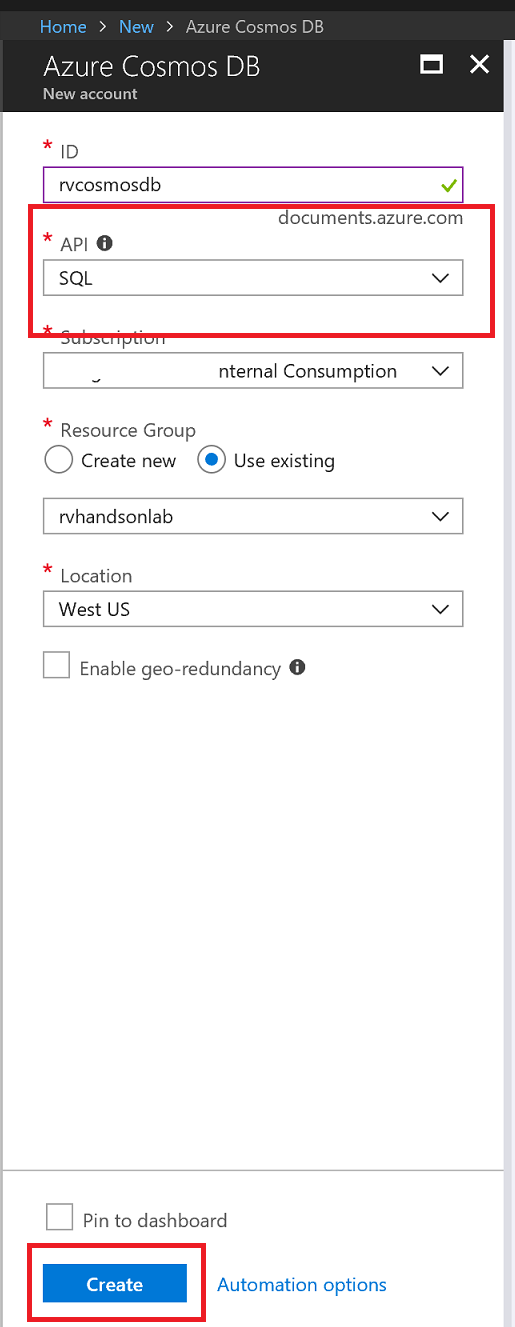 Home > New > Azure Cosmos DB
Azure Cosmos DB
New account
* ID
rvcosmosdb
documents.azure.com
* API
SQL
* Subscription
nternal Consumption
* Resource Group
Create new Use existing
rvhandsonlab
* Location
West US
Enable geo-redundancy
Pin to dashboard
Create Automation options